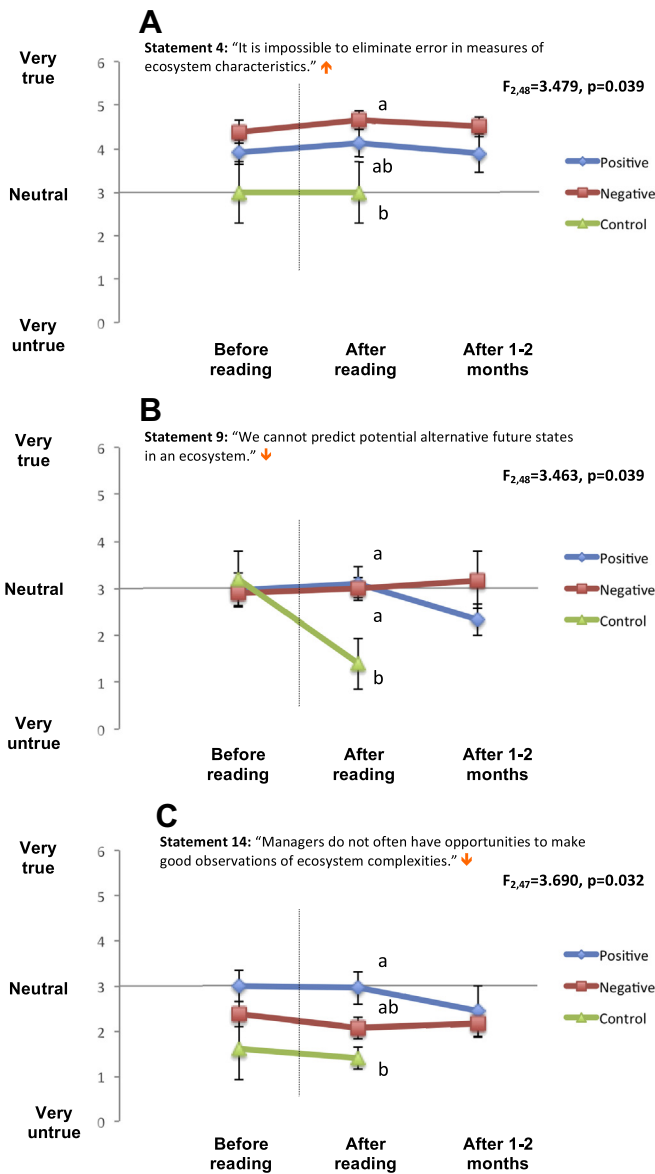 A
Statement 4: “It is impossible to eliminate error in measures of
ecosystem characteristics.”
F2,48=3.479, p=0.039
Very
true
Neutral
Very
untrue
6
5
4
3
2
1
0
a
ab
b
Positive
Negative
Control
Before
reading
After
reading
After 1-2
months
B
Statement 9: “We cannot predict potential alternative future states
in an ecosystem.”
F2,48=3.463, p=0.039
Very
true
Neutral
Very
untrue
6
5
4
3
2
1
0
a
a
b
Positive
Negative
Control
Before
reading
After
reading
After 1-2
months
C
Statement 14: “Managers do not often have opportunities to make
good observations of ecosystem complexities.”
F2,47=3.690, p=0.032
Very
true
Neutral
Very
untrue
6
5
4
3
2
1
0
a
ab
b
Positive
Negative
Control
Before
reading
After
reading
After 1-2
months